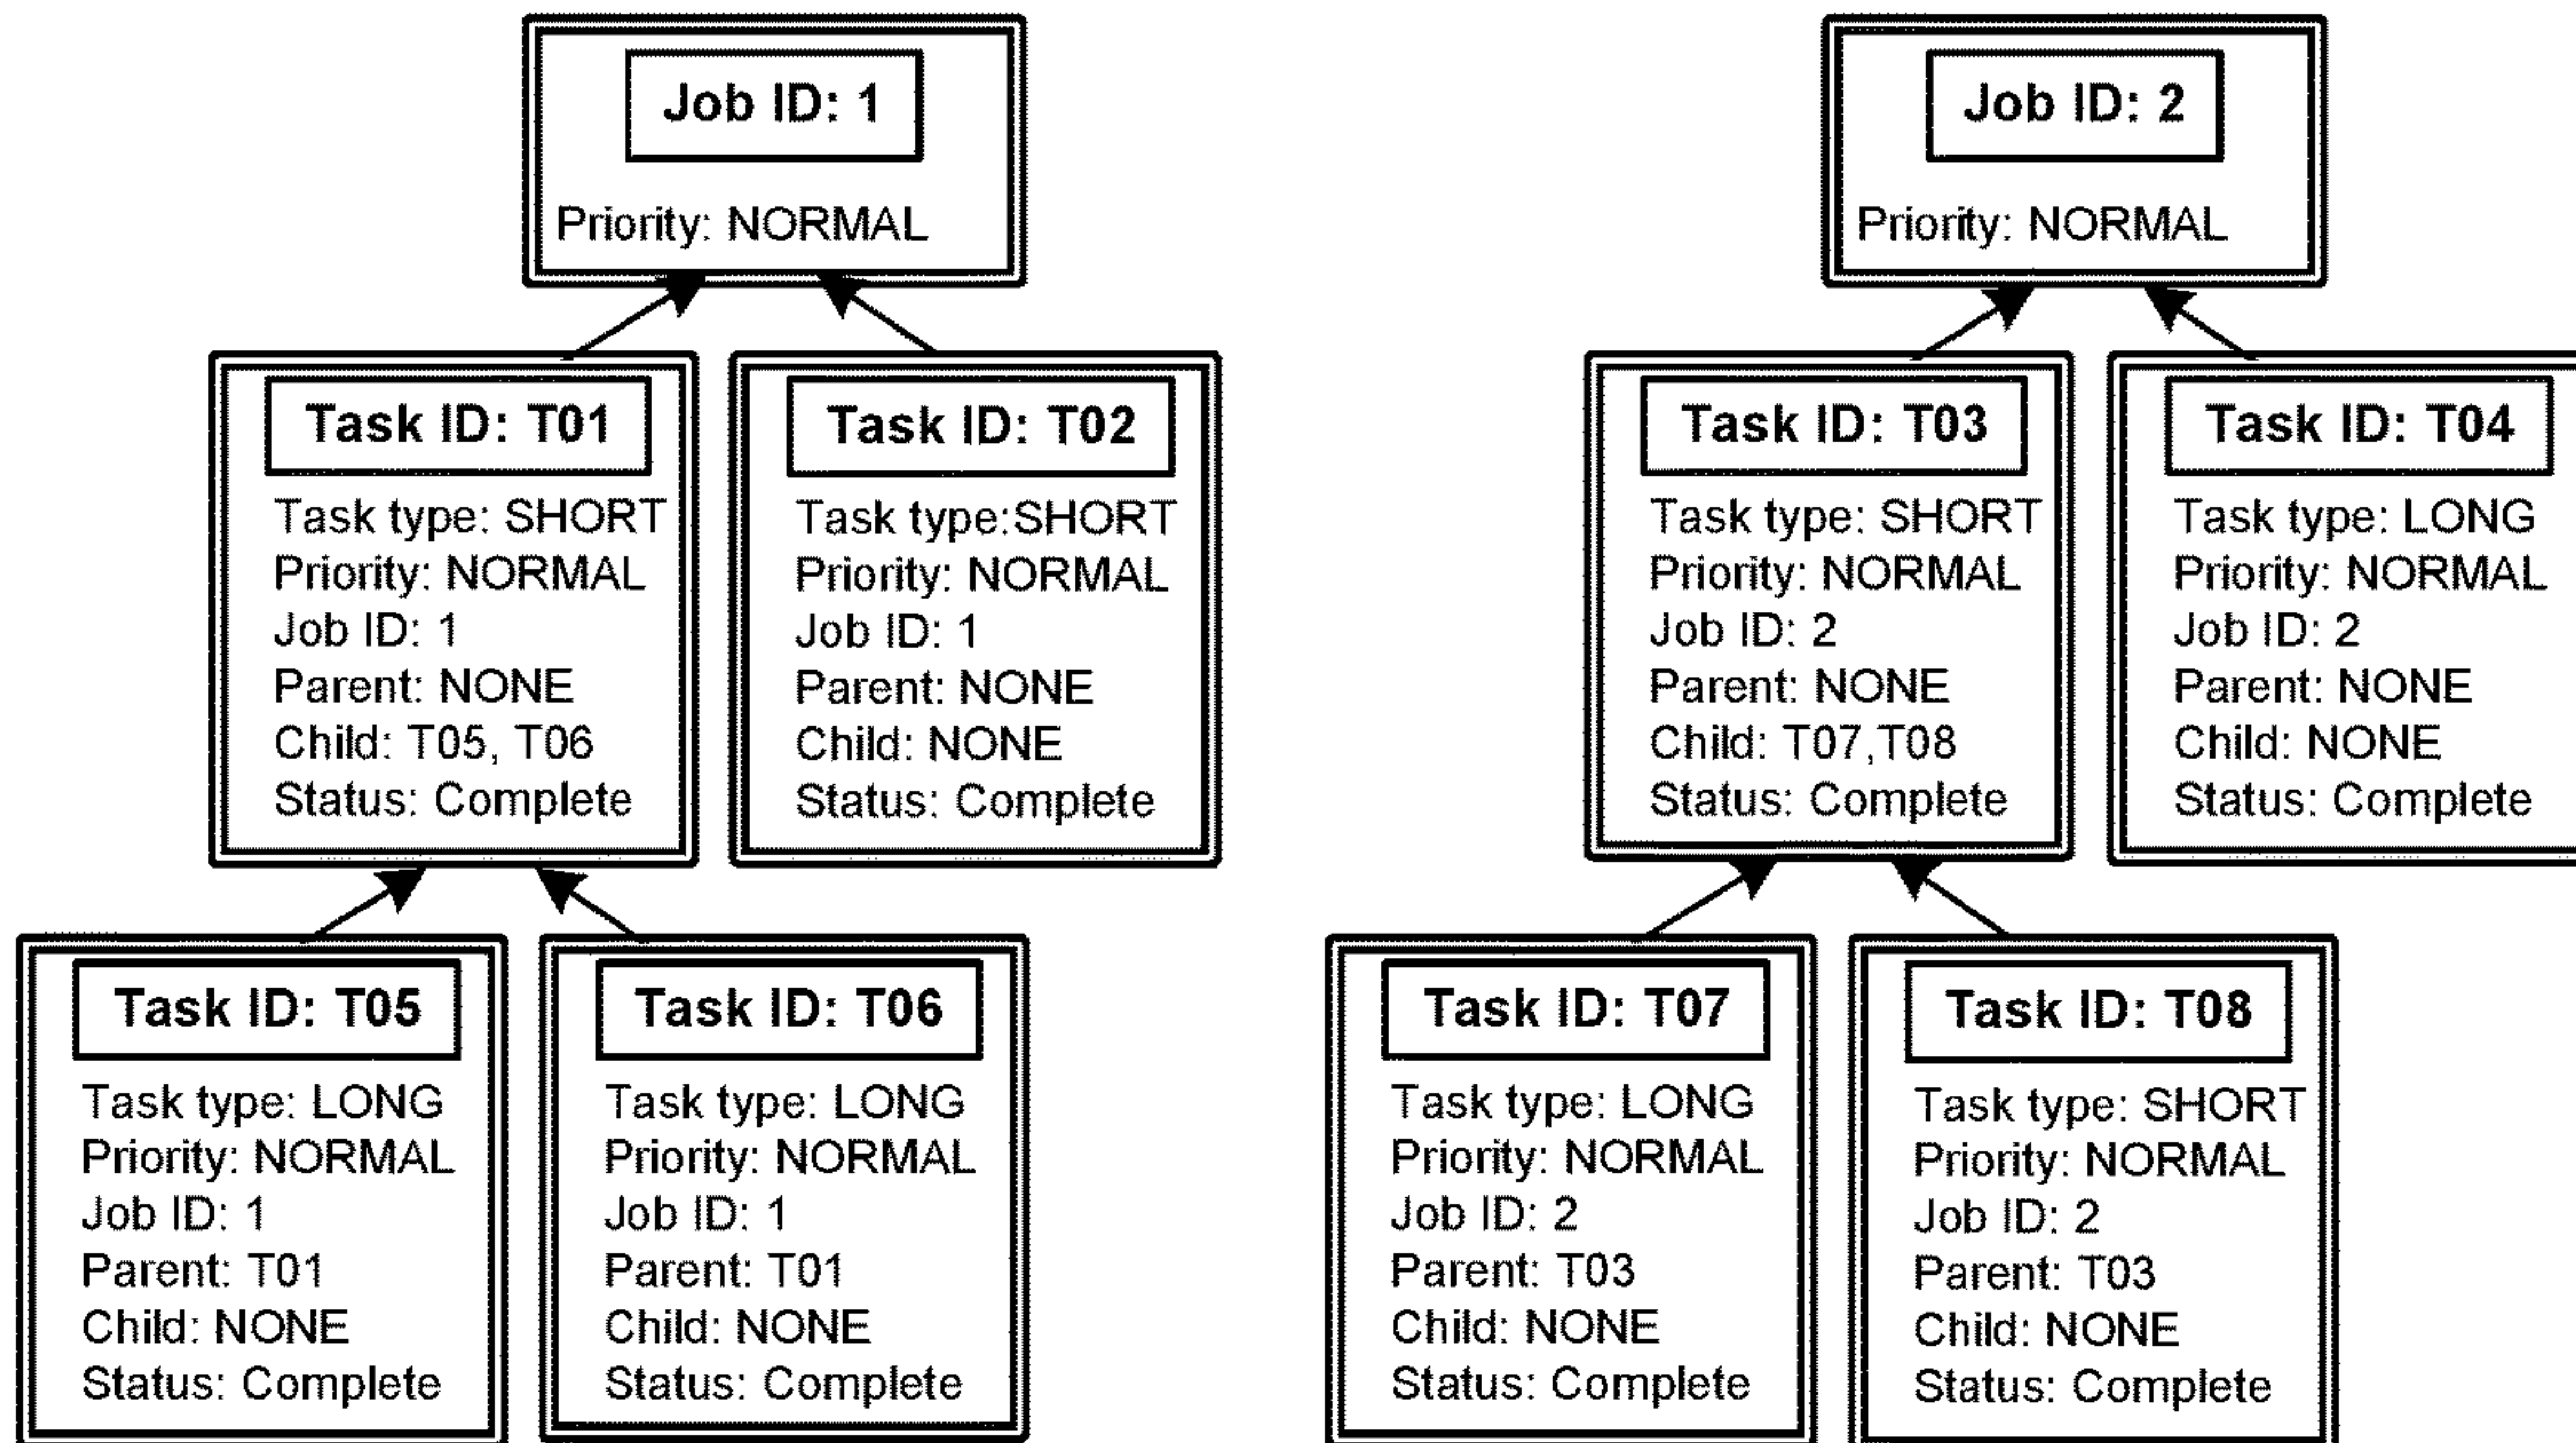 Job ID: 1
Priority: NORMAL
Job ID: 2
Priority: NORMAL
Task ID: T01
Task type: SHORT
Priority: NORMAL
Job ID: 1
Parent: NONE
Child: T05, T06
Status: Complete
Task ID: T02
Task type:SHORT
Priority: NORMAL
Job ID: 1
Parent: NONE
Child: NONE
Status: Complete
Task ID: T03
Task type: SHORT
Priority: NORMAL
Job ID: 2
Parent: NONE
Child: T07,T08
Status: Complete
Task ID: T04
Task type: LONG
Priority: NORMAL
Job ID: 2
Parent: NONE
Child: NONE
Status: Complete
Task ID: T05
Task type: LONG
Priority: NORMAL
Job ID: 1
Parent: T01
Child: NONE
Status: Complete
Task ID: T06
Task type: LONG
Priority: NORMAL
Job ID: 1
Parent: T01
Child: NONE
Status: Complete
Task ID: T07
Task type: LONG
Priority: NORMAL
Job ID: 2
Parent: T03
Child: NONE
Status: Complete
Task ID: T08
Task type: SHORT
Priority: NORMAL
Job ID: 2
Parent: T03
Child: NONE
Status: Complete